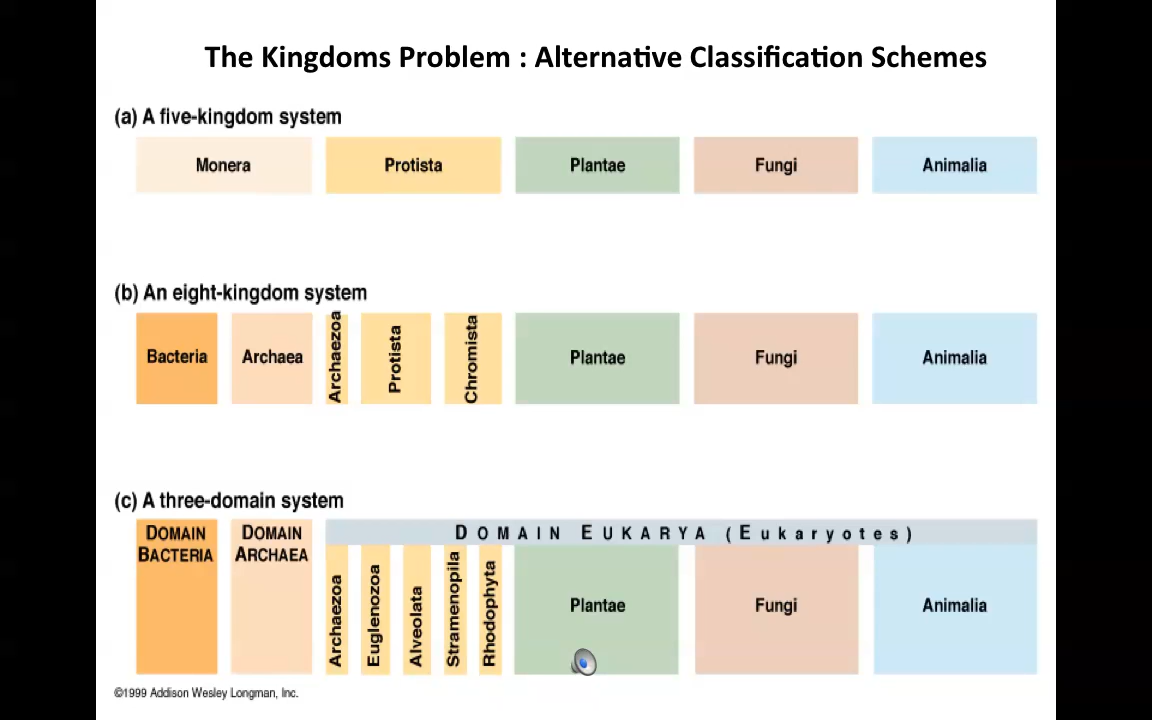 The Kingdoms Problem : Alternative Classification Schemes
(a) A five-kingdom system
Monera
Protista
Plantae
Fungi
Animalia
(b) An eight-kingdom system
Bacteria
Archaea
Archaezoa
Protista
Chromista
Plantae
Fungi
Animalia
(c) A three-domain system
DOMAIN
BACTERIA
DOMAIN
ARCHAEA
DOMAIN EUKARYA (Eukaryotes)
Archaezoa
Euglenozoa
Alveolata
Stramenopila
Rhodophyta
Plantae
Fungi
Animalia
©1999 Addison Wesley Longman, Inc.